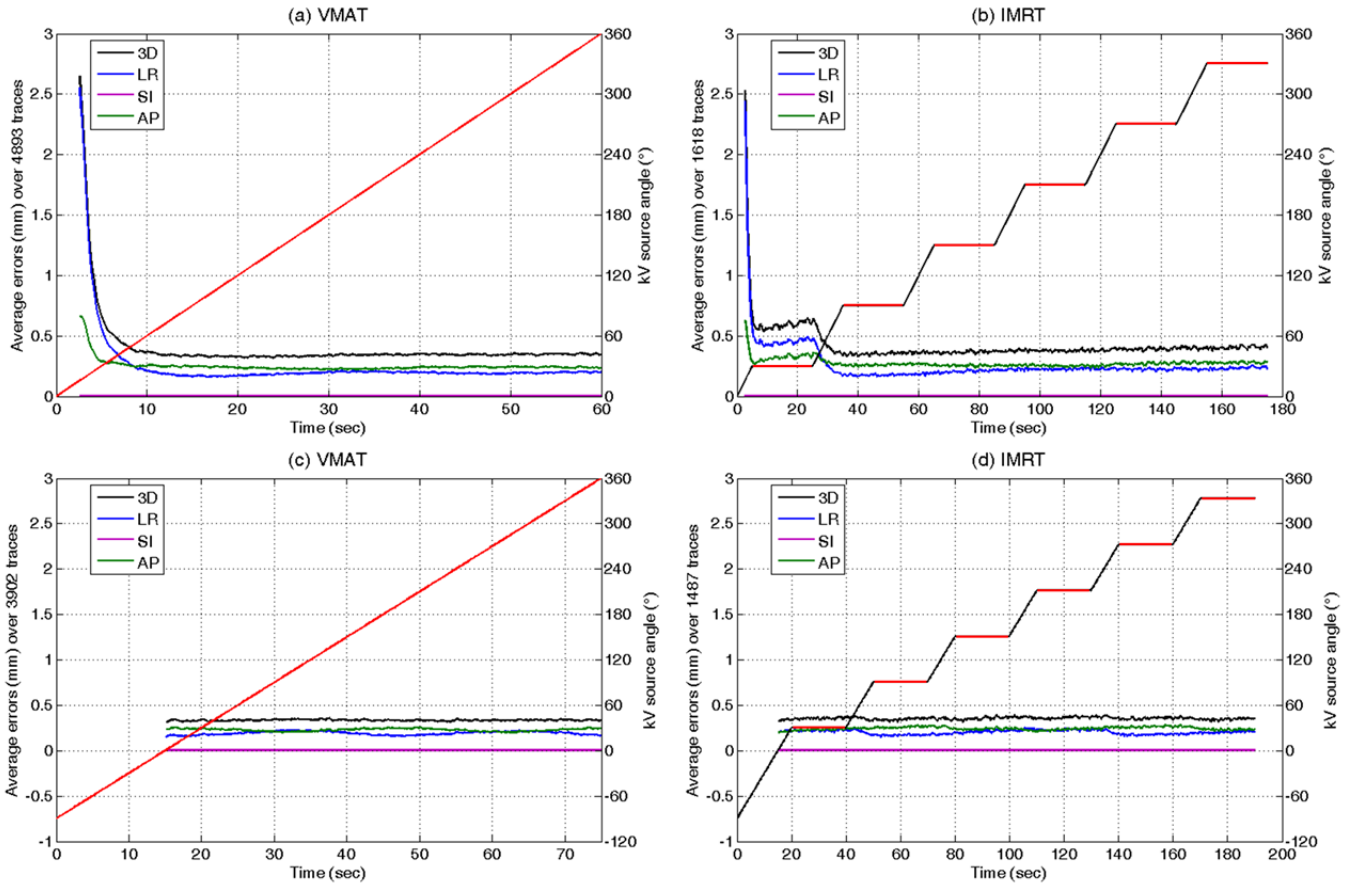 (a) VMAT
Average errors (mm) over 4893 traces
3
2.5
2
1.5
1
0.5
0
3D
LR
SI
AP
360
300
240
180
120
60
0
0 10 20 30 40 50 60
Time (sec)
(b) IMRT
Average errors (mm) over 1618 traces
3
2.5
2
1.5
1
0.5
0
3D
LR
SI
AP
360
300
240
180
120
60
0
kV source angle (°)
0 20 40 60 80 100 120 140 160 180
Time (sec)
kV source angle (°)
(c) VMAT
Average errors (mm) over 3902 traces
3
2.5
2
1.5
1
0.5
0
-0.5
-1
3D
LR
SI
AP
360
300
240
180
120
60
0
-60
-120
kV source angle (°)
0 10 20 30 40 50 60 70
Time (sec)
(d) IMRT
Average errors (mm) over 1487 traces
3
2.5
2
1.5
1
0.5
0
-0.5
-1
3D
LR
SI
AP
360
300
240
180
120
60
0
-60
-120
kV source angle (°)
0 20 40 60 80 100 120 140 160 180 200
Time (sec)